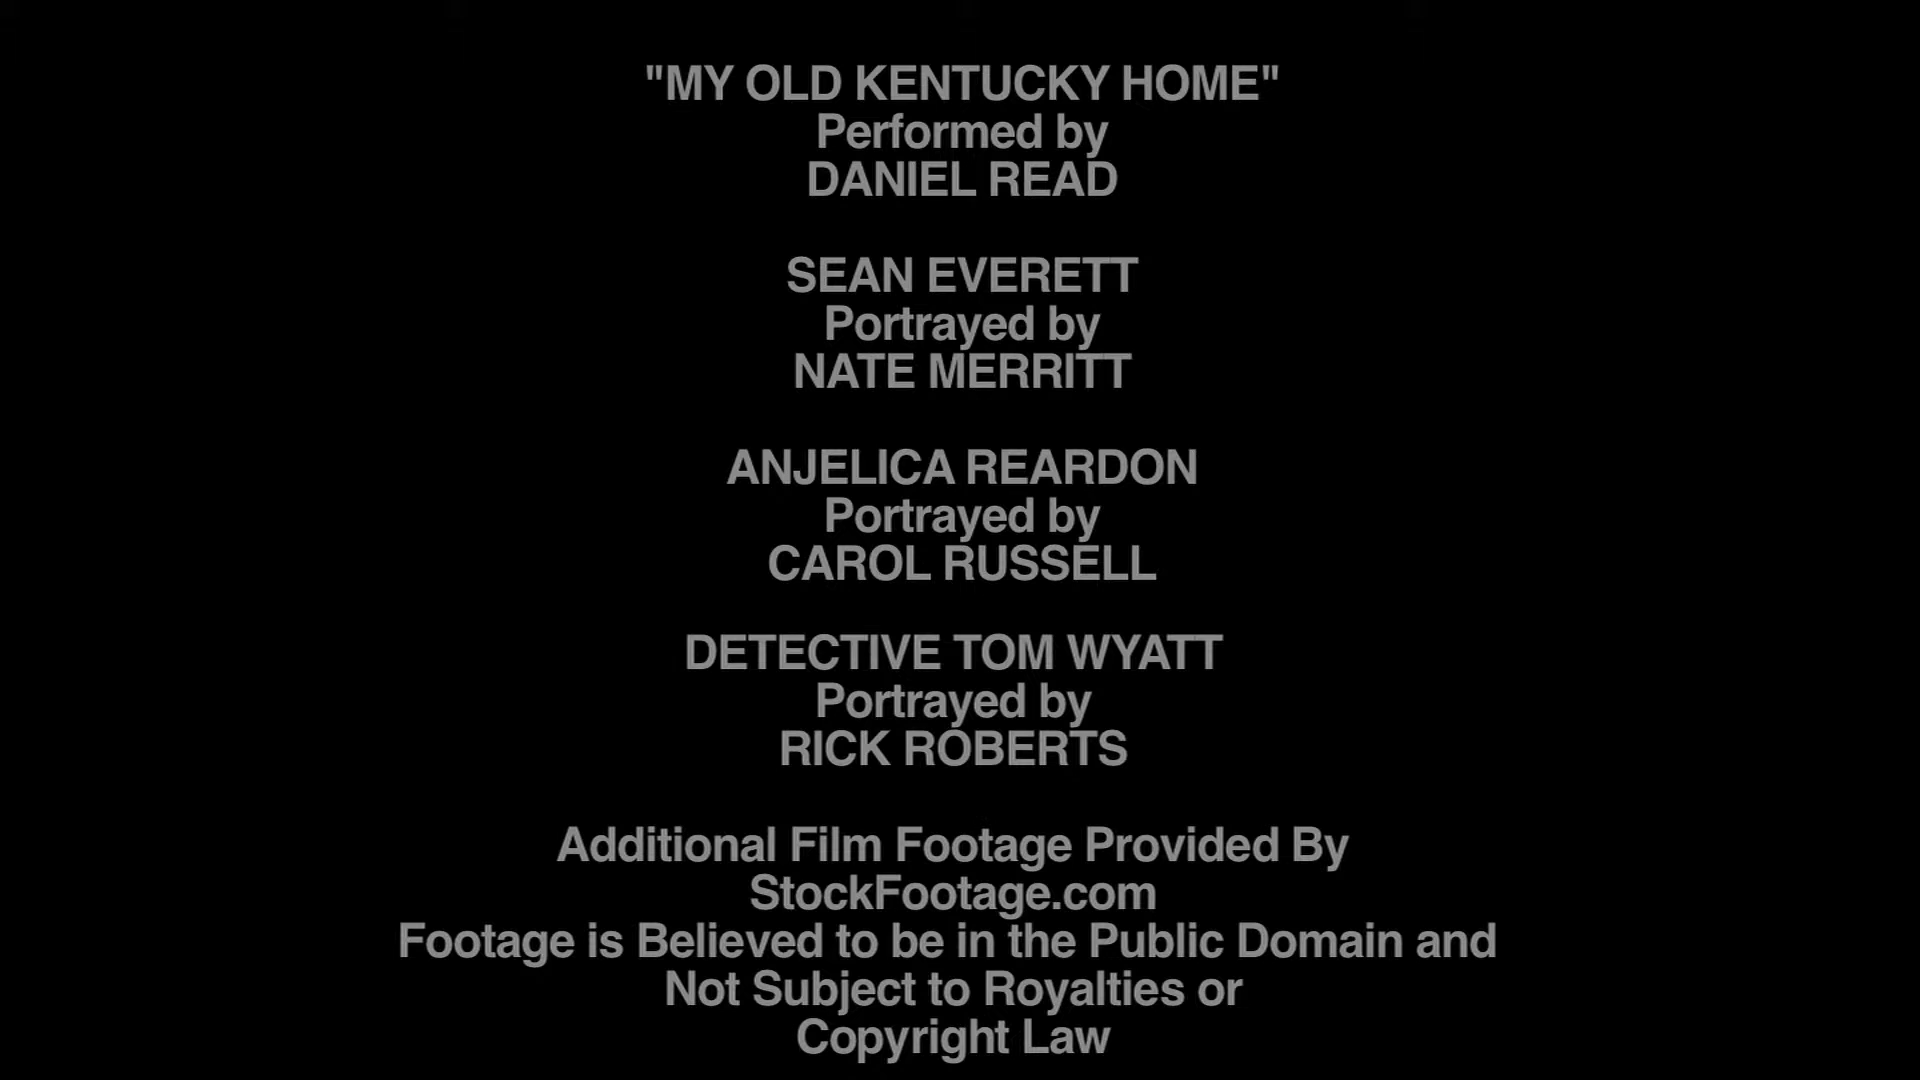 "MY OLD KENTUCKY HOME"
Performed by
DANIEL READ
SEAN EVERETT
Portrayed by
NATE MERRITT
ANJELICA REARDON
Portrayed by
CAROL RUSSELL
DETECTIVE TOM WYATT
Portrayed by
RICK ROBERTS
Additional Film Footage Provided By
StockFootage.com
Footage is Believed to be in the Public Domain and
Not Subject to Royalties or
Copyright Law